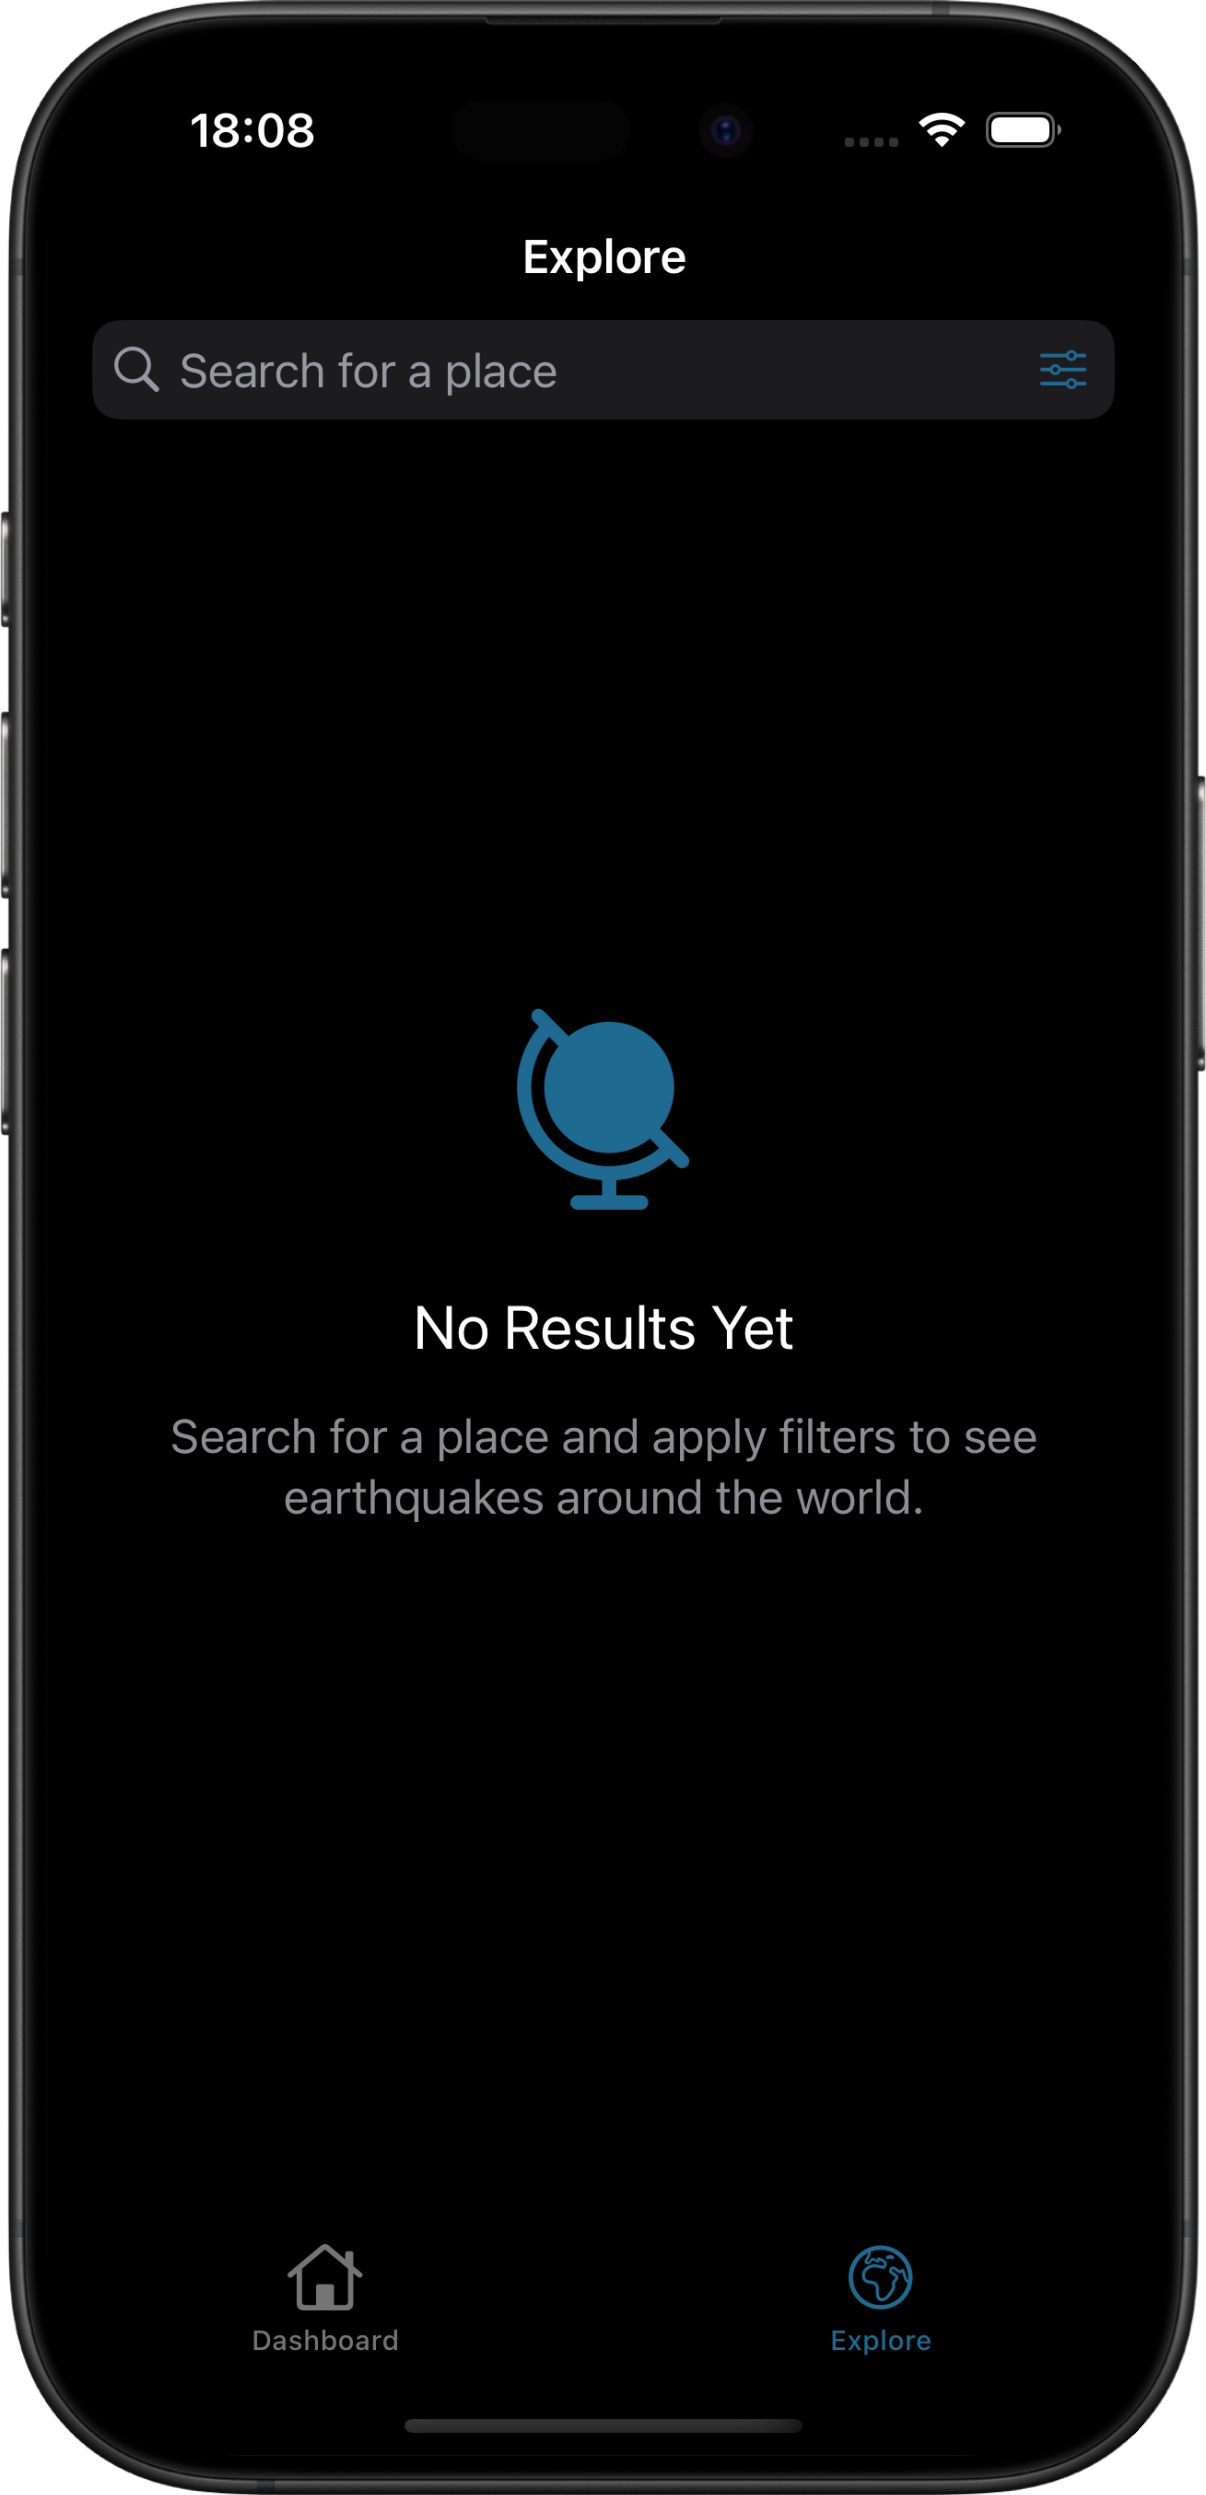 18:08
Explore
Search for a place
No Results Yet
Search for a place and apply filters to see
earthquakes around the world.
Dashboard
Explore